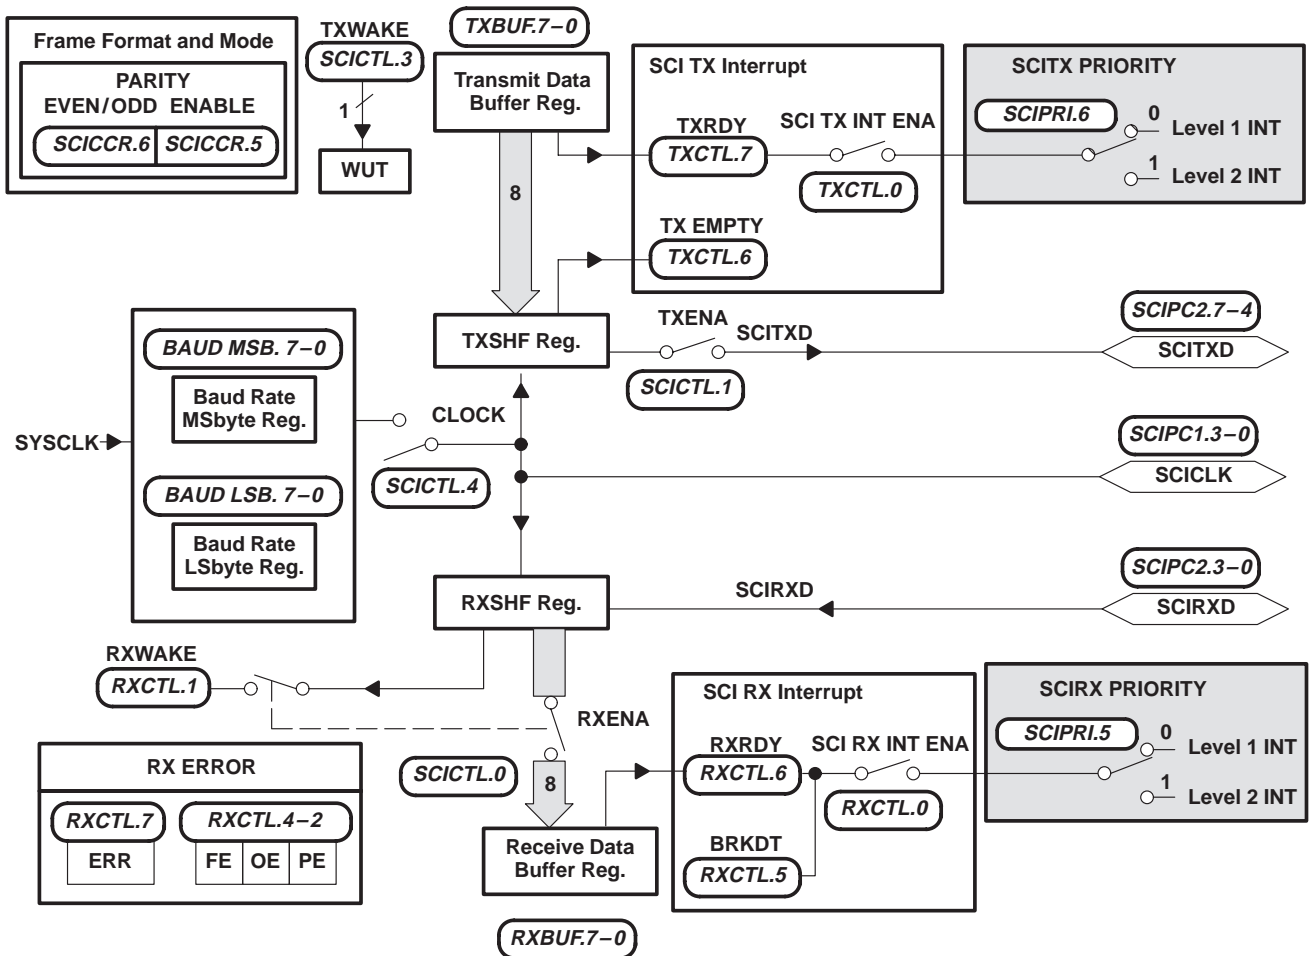 Frame Format and Mode
PARITY
EVEN/ODD ENABLE
SCICCR.6 SCICCR.5
TXWAKE
SCICTL.3
1
WUT
TXBUF.7–0
Transmit Data
Buffer Reg.
8
SCI TX Interrupt
TXRDY
TXCTL.7
SCI TX INT ENA
TXCTL.0
TX EMPTY
TXCTL.6
SCITX PRIORITY
SCIPRI.6
0
Level 1 INT
1
Level 2 INT
BAUD MSB. 7–0
Baud Rate
MSbyte Reg.
SYSCLK
BAUD LSB. 7–0
Baud Rate
LSbyte Reg.
CLOCK
SCICTL.4
TXSHF Reg.
TXENA
SCITXD
SCICTL.1
SCIPC2.7–4
SCITXD
SCIPC1.3–0
SCICLK
SCIPC2.3–0
SCIRXD
RXSHF Reg.
SCIRXD
RXWAKE
RXCTL.1
RXENA
SCICTL.0
8
RX ERROR
RXCTL.7 RXCTL.4–2
ERR FE OE PE
Receive Data
Buffer Reg.
RXBUF.7–0
SCI RX Interrupt
RXRDY
RXCTL.6
SCI RX INT ENA
RXCTL.0
BRKDT
RXCTL.5
SCIRX PRIORITY
SCIPRI.5
0
Level 1 INT
1
Level 2 INT